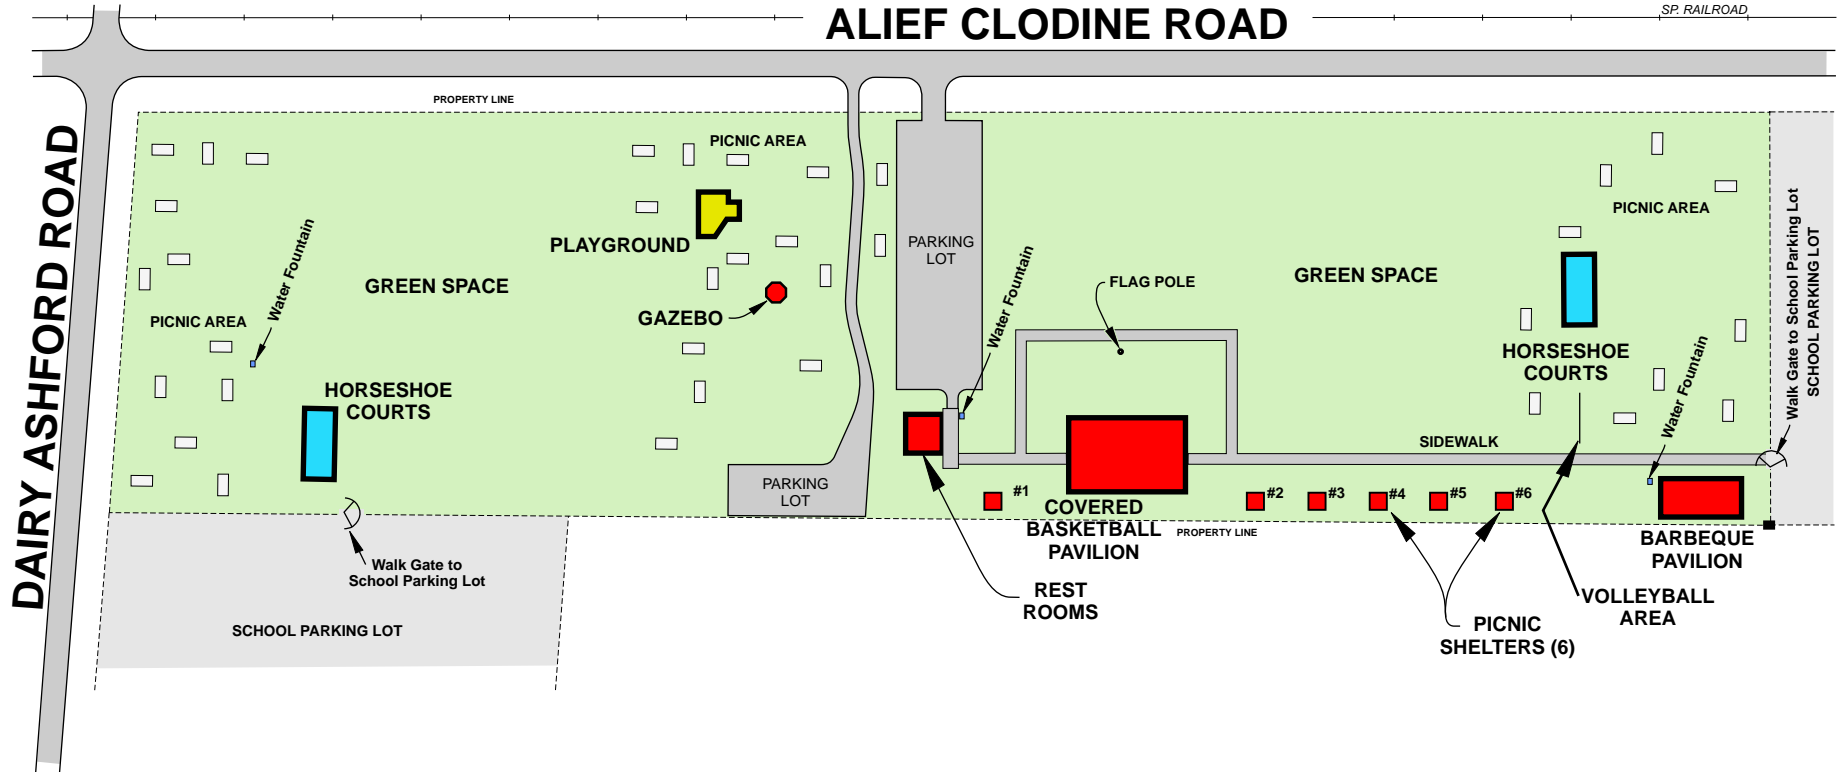 ALIEF CLODINE ROAD
SP. RAILROAD
PROPERTY LINE
DAIRY ASHFORD ROAD
PICNIC AREA
PLAYGROUND
GREEN SPACE
Water Fountain
PICNIC AREA
GAZEBO
HORSESHOE
COURTS
PARKING
LOT
PARKING
LOT
Water Fountain
FLAG POLE
GREEN SPACE
PICNIC AREA
HORSESHOE
COURTS
Water Fountain
Walk Gate to School Parking Lot
SCHOOL PARKING LOT
SIDEWALK
#1
#2
#3
#4
#5
#6
COVERED
BASKETBALL
PAVILION
PROPERTY LINE
BARBEQUE
PAVILION
Walk Gate to
School Parking Lot
SCHOOL PARKING LOT
REST
ROOMS
PICNIC
SHELTERS (6)
VOLLEYBALL
AREA